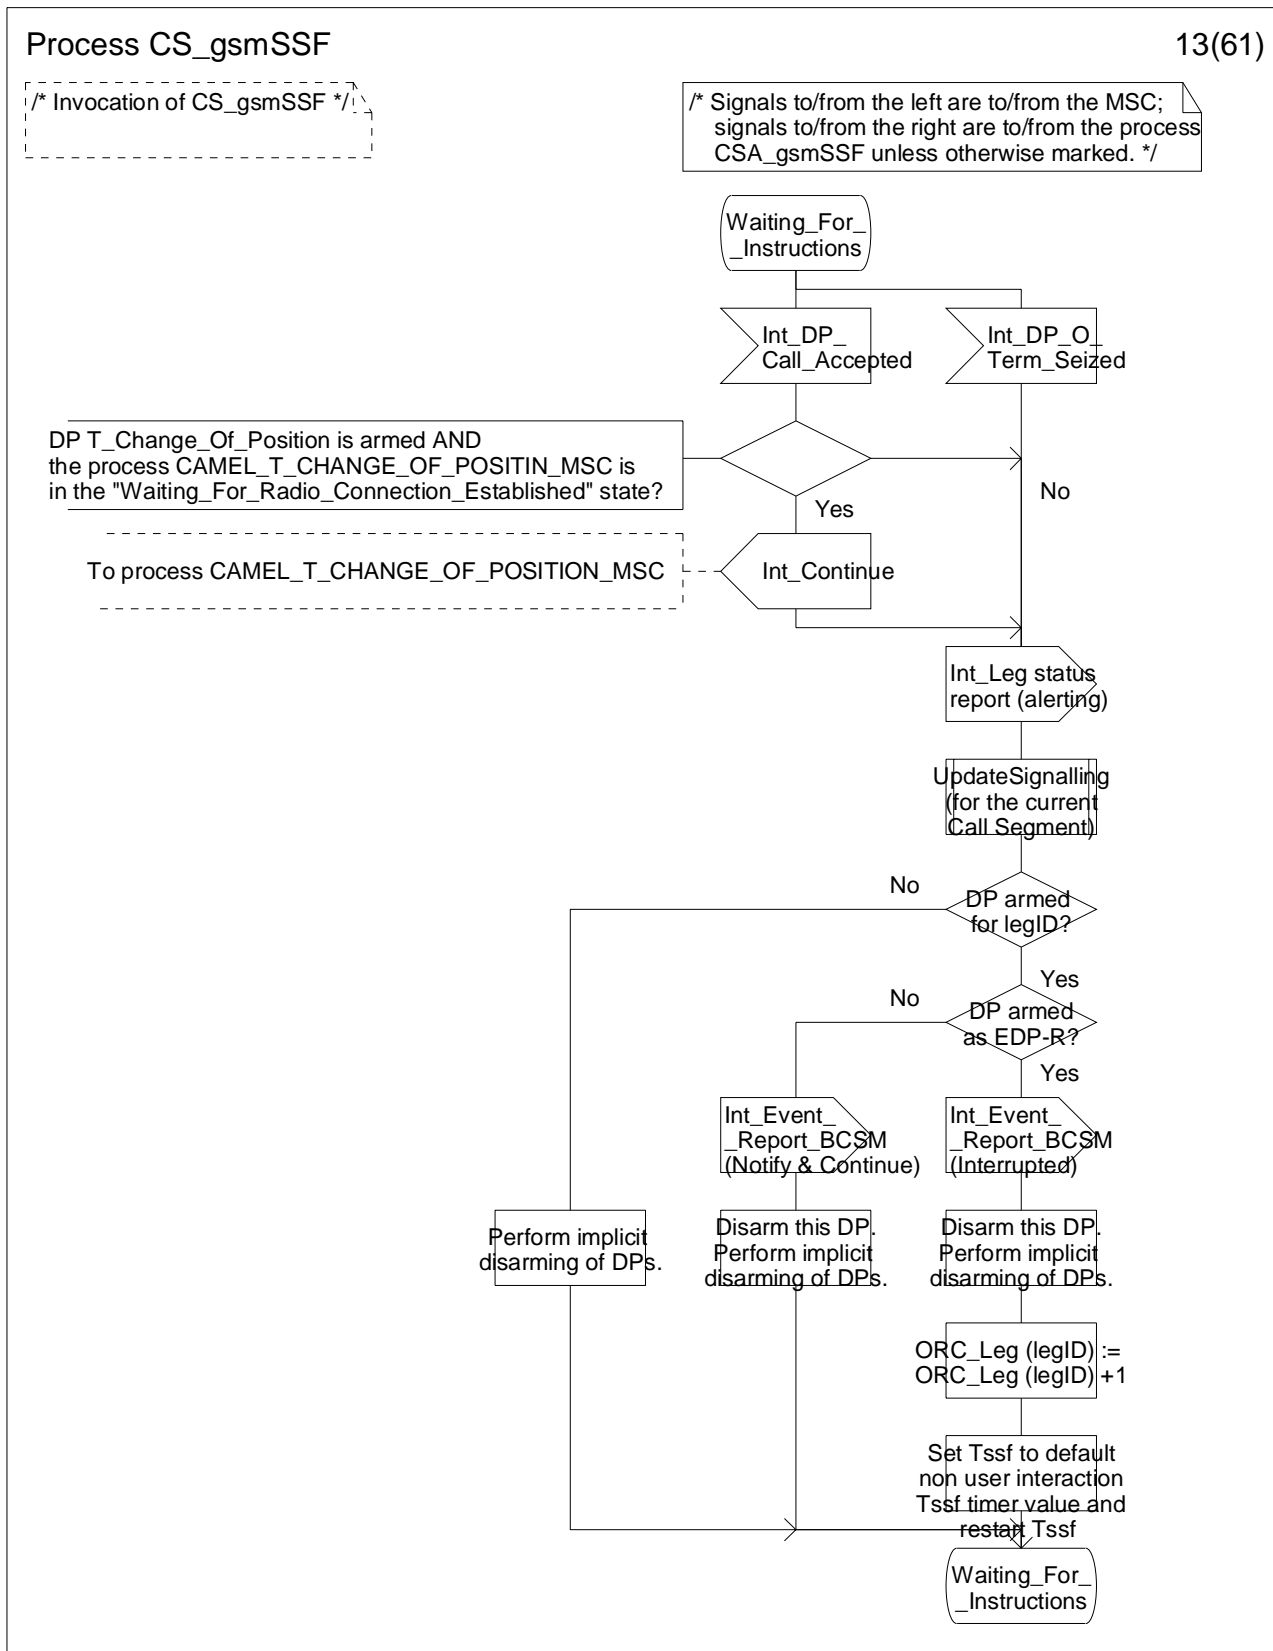 Process CS_gsmSSF
13(61)
/* Invocation of CS_gsmSSF */
/* Signals to/from the left are to/from the MSC;
signals to/from the right are to/from the process
CSA_gsmSSF unless otherwise marked. */
Waiting_For_
_Instructions
Int_DP_
Call_Accepted
Int_DP_O_
Term_Seized
DP T_Change_Of_Position is armed AND
the process CAMEL_T_CHANGE_OF_POSITIN_MSC is
in the "Waiting_For_Radio_Connection_Established" state?
No
Yes
To process CAMEL_T_CHANGE_OF_POSITION_MSC
Int_Continue
Int_Leg status
report (alerting)
UpdateSignalling
(for the current
Call Segment)
No
DP armed
for legID?
Yes
No
DP armed
as EDP-R?
Yes
Int_Event_
_Report_BCSM
(Notify & Continue)
Int_Event_
_Report_BCSM
(Interrupted)
Perform implicit
disarming of DPs.
Disarm this DP.
Perform implicit
disarming of DPs.
Disarm this DP.
Perform implicit
disarming of DPs.
ORC_Leg (legID) :=
ORC_Leg (legID) +1
Set Tssf to default
non user interaction
Tssf timer value and
restart Tssf
Waiting_For_
_Instructions